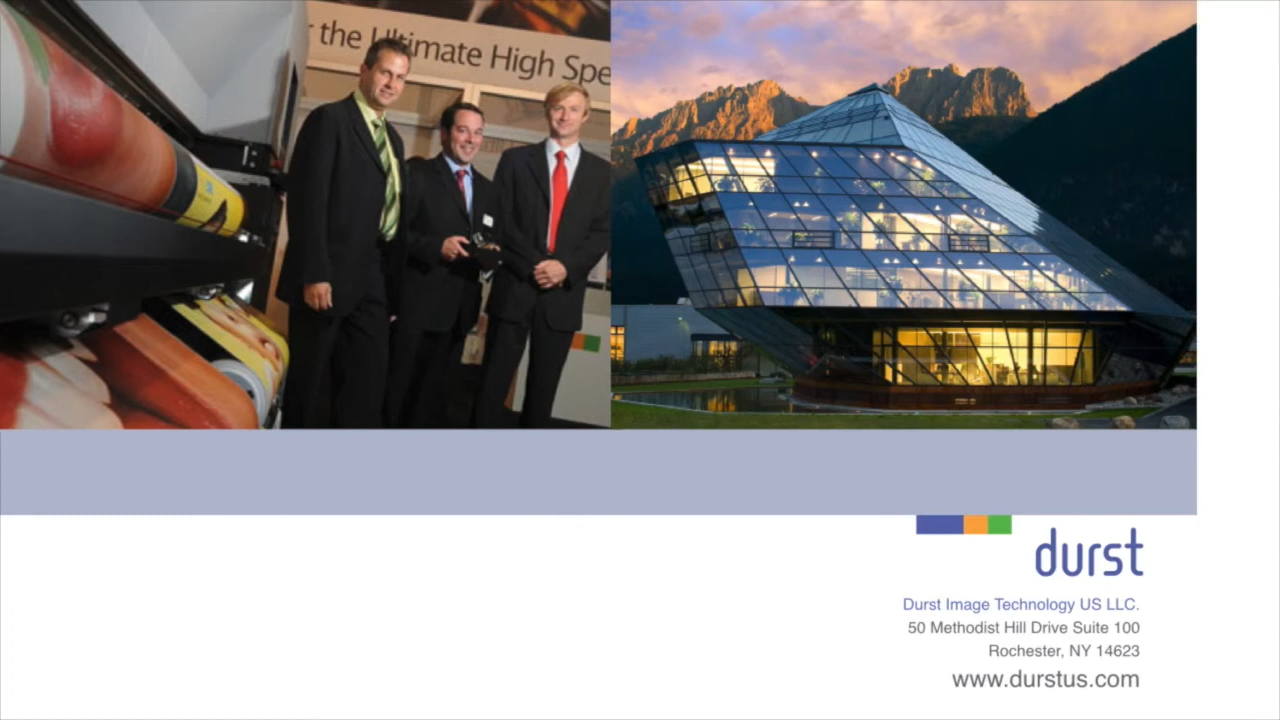 r the Ultimate High Spe
durst
Durst Image Technology US LLC.
50 Methodist Hill Drive Suite 100
Rochester, NY 14623
www.durstus.com